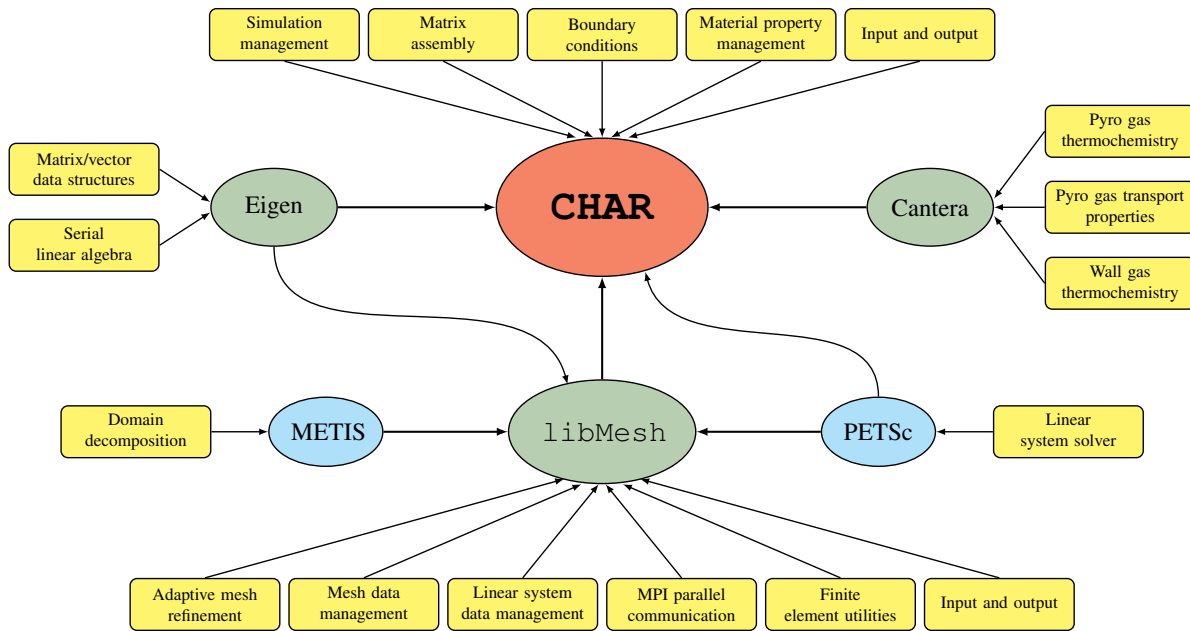 Simulation
management
Matrix
assembly
Boundary
conditions
Material property
management
Input and output
Matrix/vector
data structures
Serial
linear algebra
Eigen
CHAR
Cantera
Pyro gas
thermochemistry
Pyro gas transport
properties
Wall gas
thermochemistry
Domain
decomposition
METIS
libMesh
PETSc
Linear
system solver
Adaptive mesh
refinement
Mesh data
management
Linear system
data management
MPI parallel
communication
Finite
element utilities
Input and output